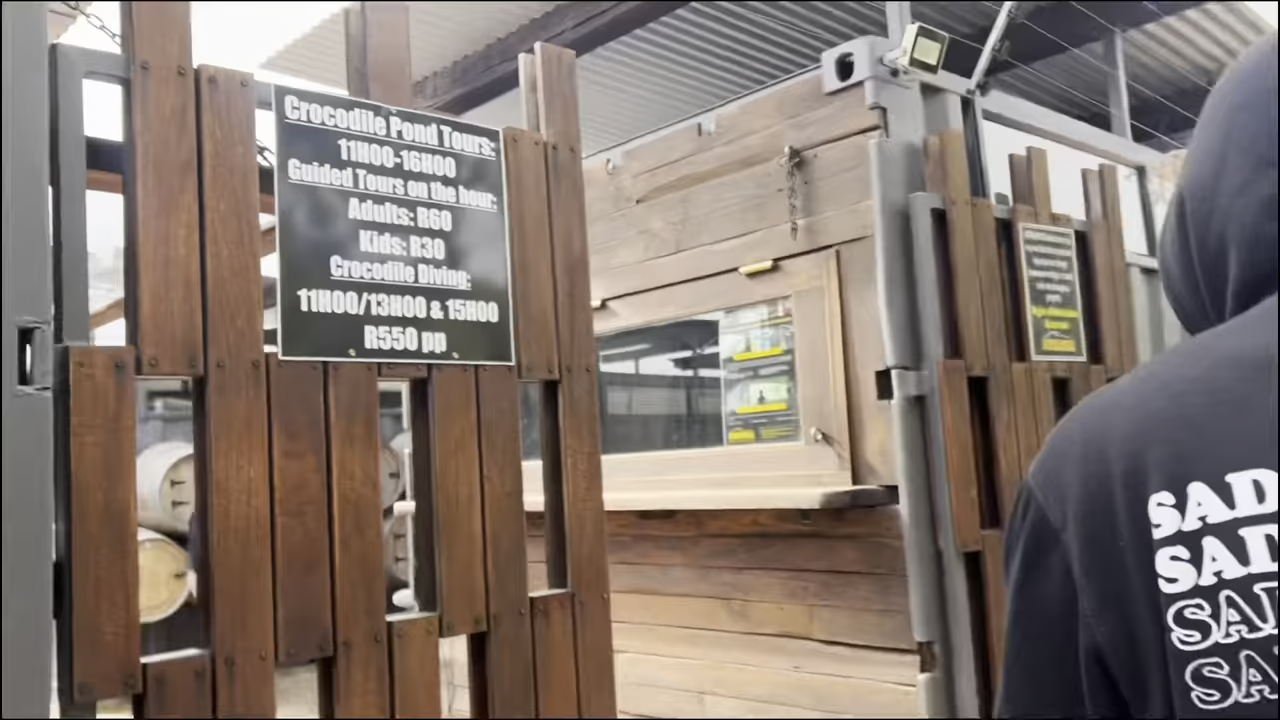 Crocodile Pond Tours:
11H00-16H00
Guided Tours on the hour:
Adults: R60
Kids: R30
Crocodile Diving:
11H00/13H00 & 15H00
R550 pp
SAD
SAD
SAD
SA